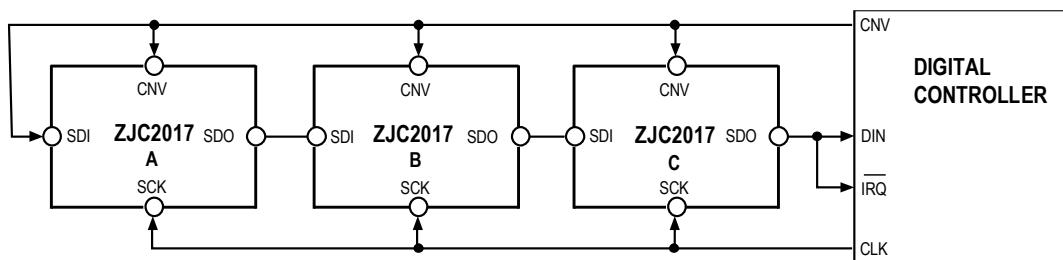 CNV
DIGITAL
CONTROLLER
CNV CNV CNV
SDI ZJC2017 SDO SDI ZJC2017 SDO SDI ZJC2017 SDO DIN
A B C
SCK SCK SCK IRQ
CLK